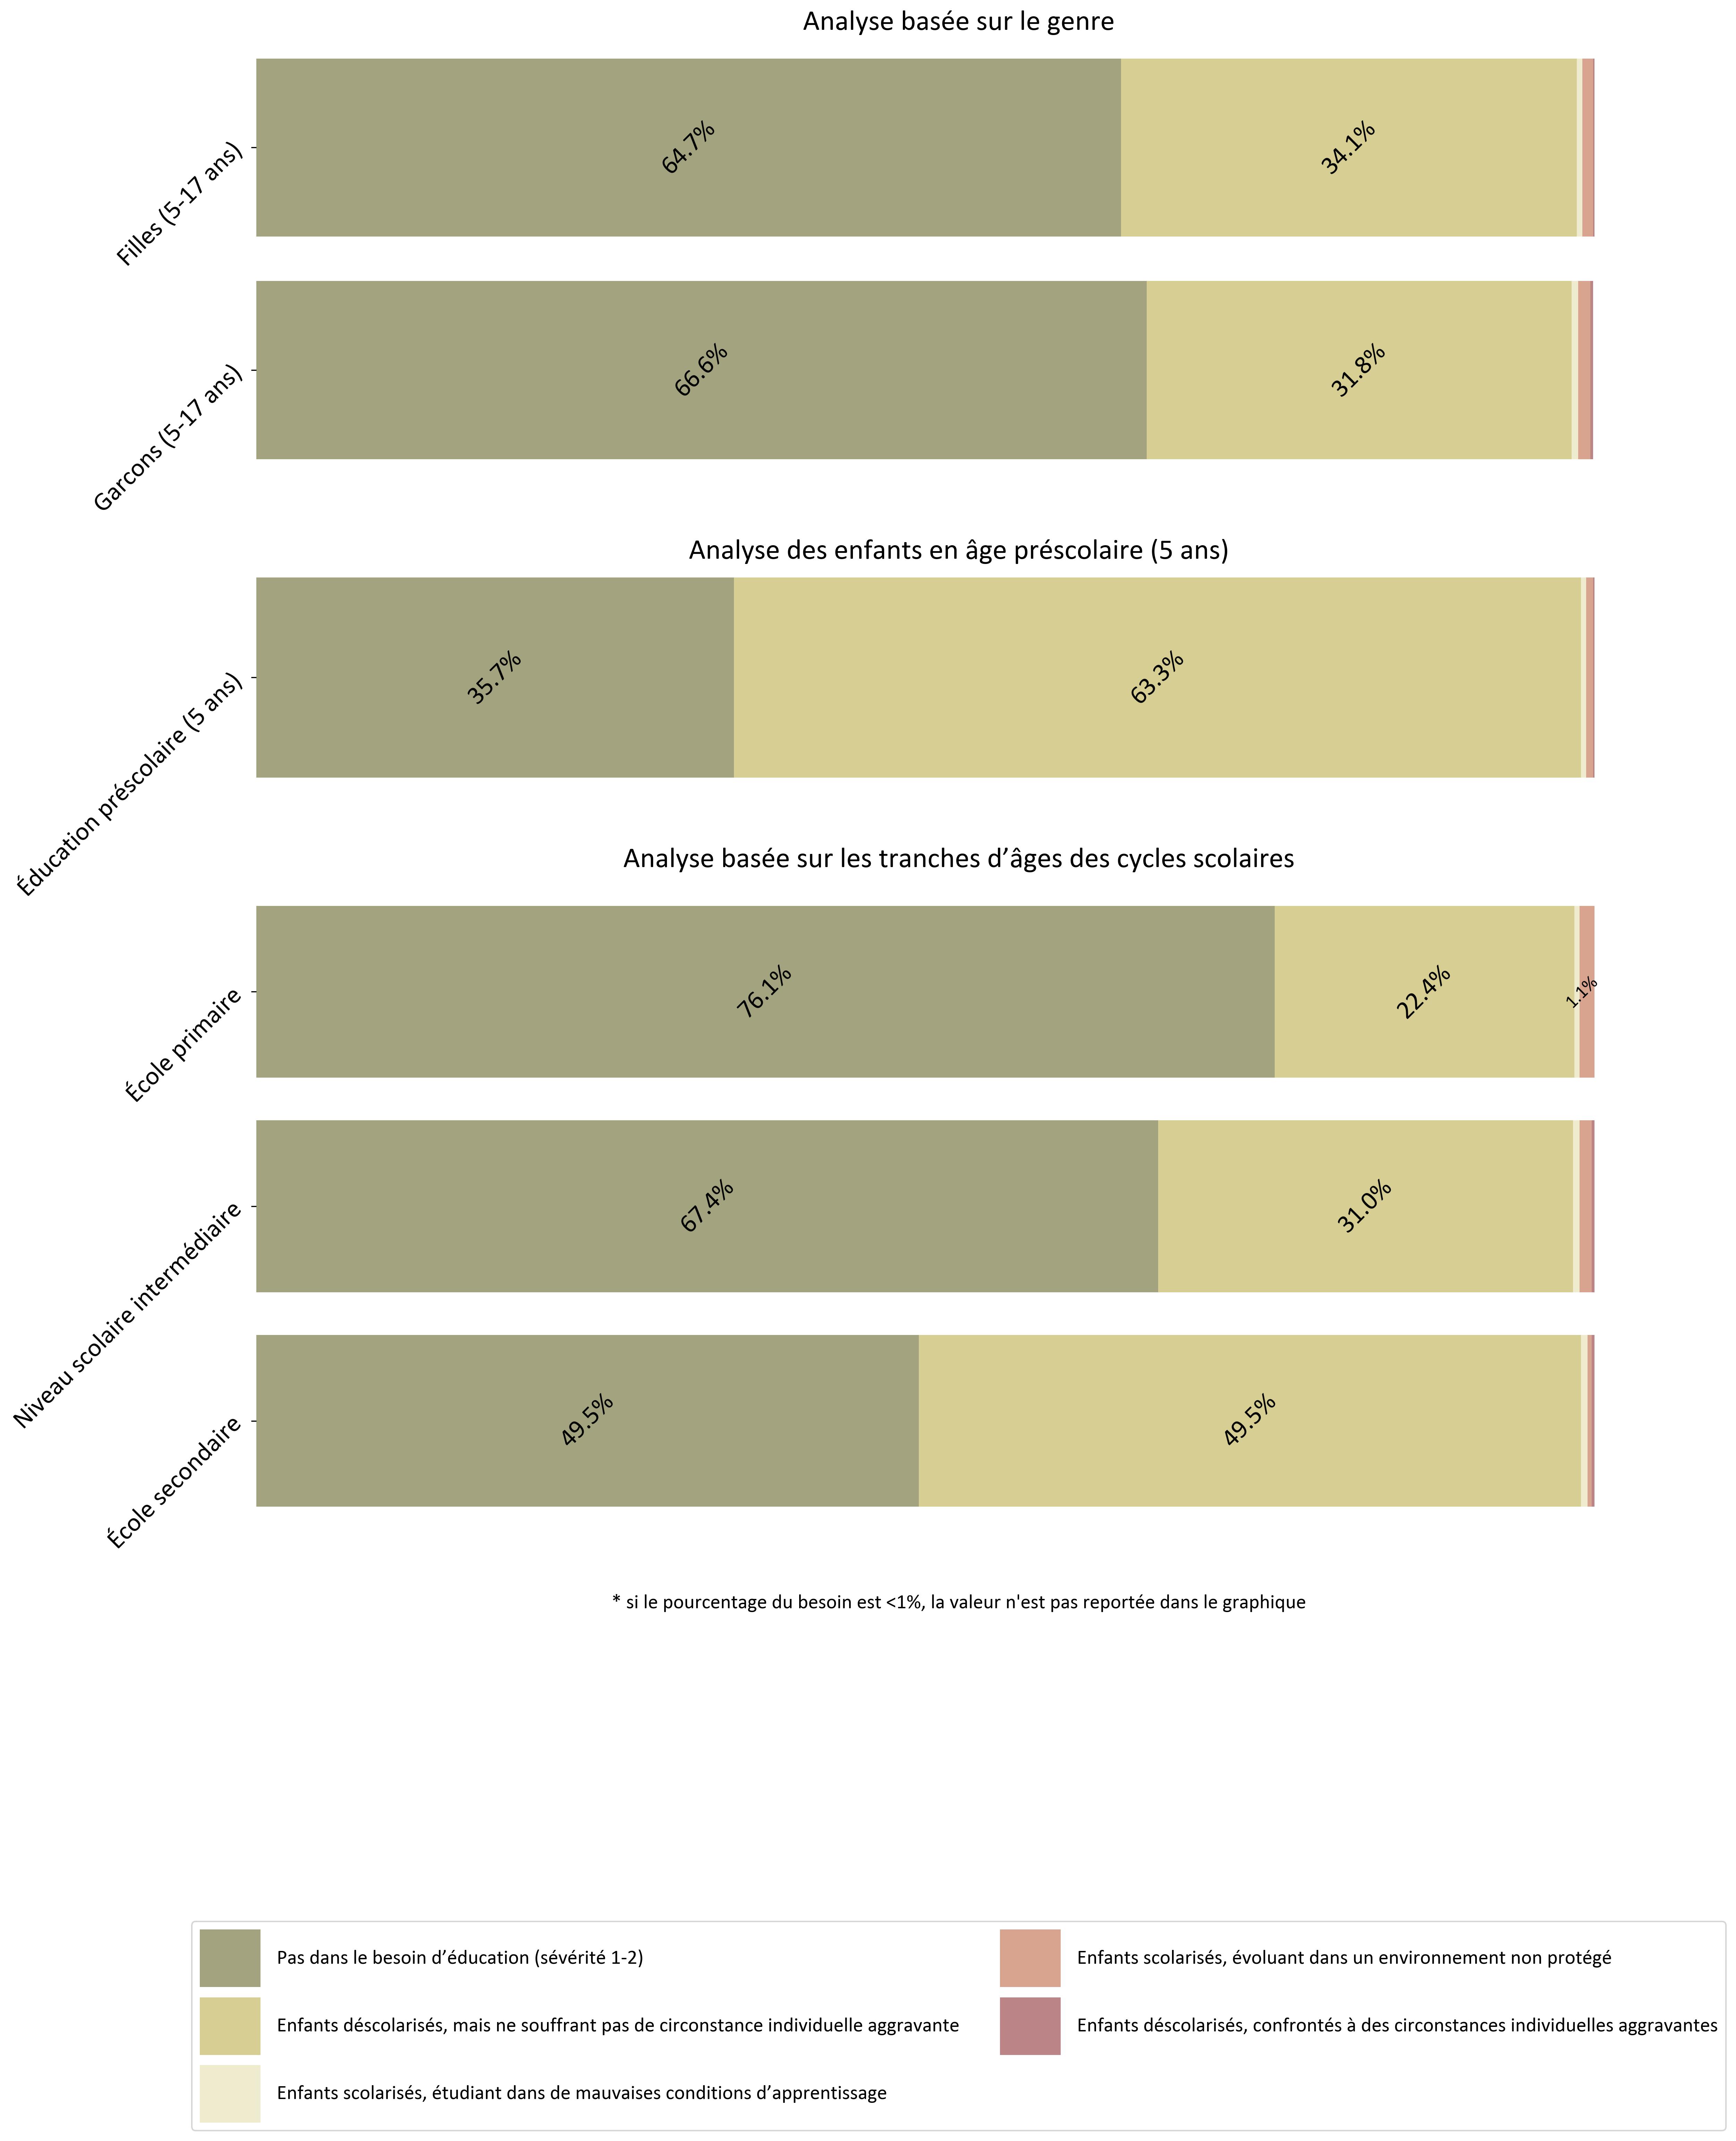 Analyse basée sur le genre
Filles (5-17 ans)
64.7%
34.1%
Garcons (5-17 ans)
66.6%
31.8%
Analyse des enfants en âge préscolaire (5 ans)
Éducation préscolaire (5 ans)
35.7%
63.3%
Analyse basée sur les tranches d’âges des cycles scolaires
École primaire
76.1%
22.4%
1.1%
Niveau scolaire intermédiaire
67.4%
31.0%
École secondaire
49.5%
49.5%
* si le pourcentage du besoin est <1%, la valeur n'est pas reportée dans le graphique
Pas dans le besoin d’éducation (sévérité 1-2)
Enfants déscolarisés, mais ne souffrant pas de circonstance individuelle aggravante
Enfants scolarisés, étudiant dans de mauvaises conditions d’apprentissage
Enfants scolarisés, évoluant dans un environnement non protégé
Enfants déscolarisés, confrontés à des circonstances individuelles aggravantes